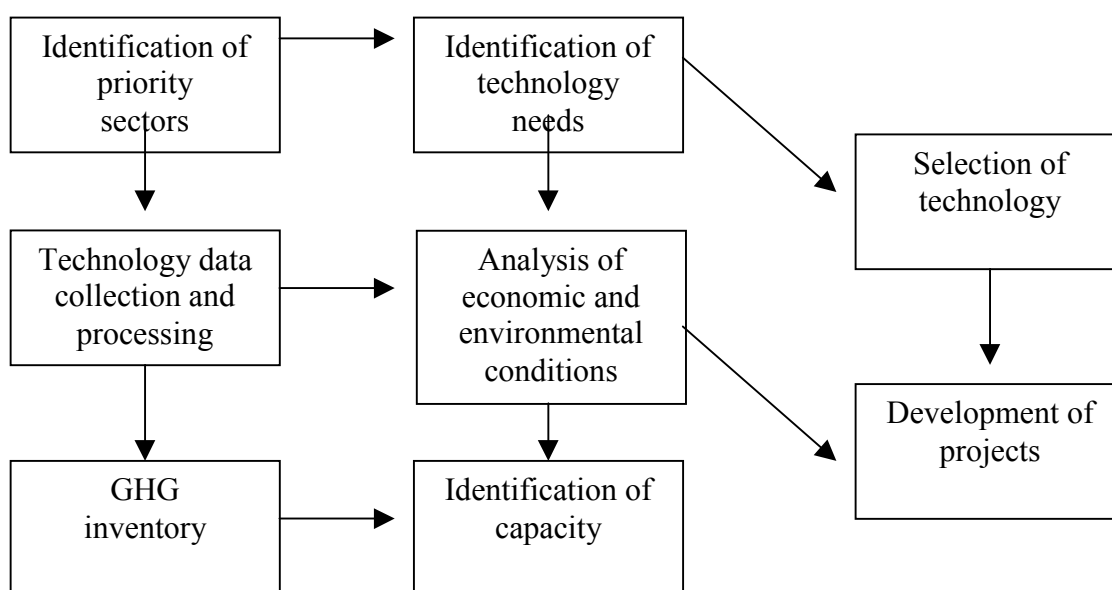 Identification of
priority
sectors
Identification of
technology
needs
Selection of
technology
Technology data
collection and
processing
Analysis of
economic and
environmental
conditions
Development of
projects
GHG
inventory
Identification of
capacity